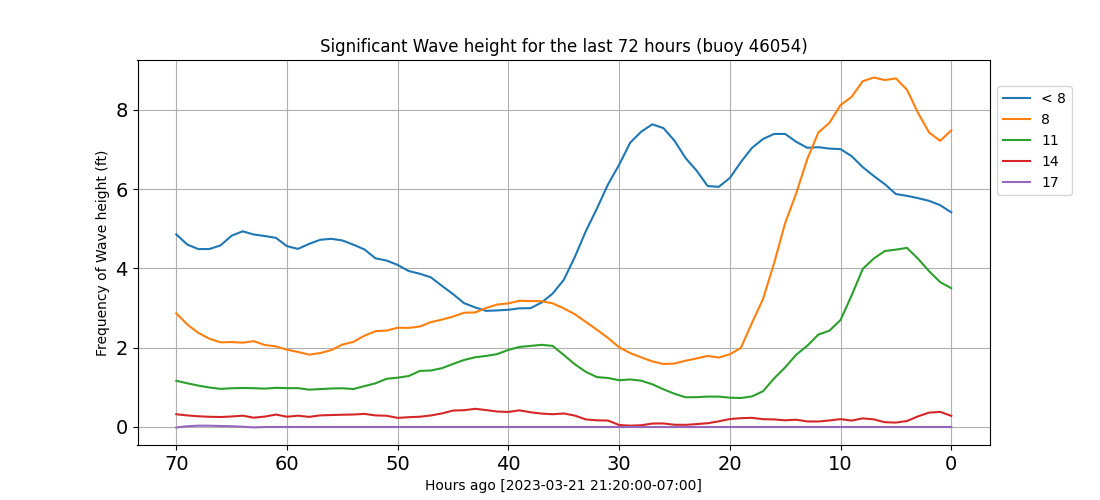 Significant Wave height for the last 72 hours (buoy 46054)
Frequency of Wave height (ft)
8
6
4
2
0
70 60 50 40 30 20 10 0
Hours ago [2023-03-21 21:20:00-07:00]
< 8
8
11
14
17